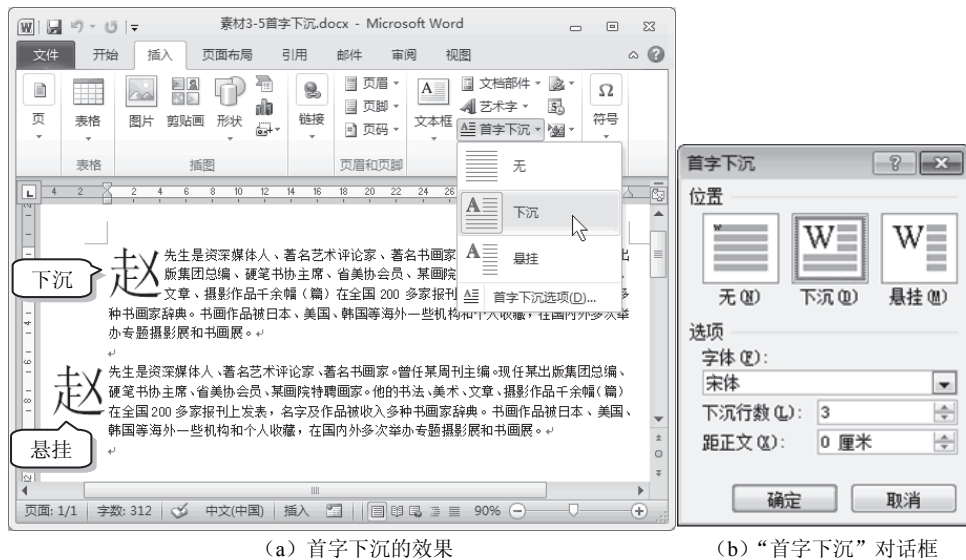 素材3-5首字下沉.docx - Microsoft Word
文件 开始 插入 页面布局 引用 邮件 审阅 视图
页 表格 图片 剪贴画 形状 链接 页眉 页脚 页码 文本框 文档部件 艺术字 首字下沉 符号
表格 插图 页眉和页脚
无
下沉
悬挂
首字下沉选项(D)...
4 2 2 4 6 8 10 12 14 16 18 20 22 24 26
下沉
赵先生是资深媒体人、著名艺术评论家、著名书画家
版集团总编、硬笔书协主席、省美协会员、某画院
文章、摄影作品千余幅（篇）在全国 200 多家报刊
种书画家辞典。书画作品被日本、美国、韩国等海外一些机构和个人收藏，在国内外多次举
办专题摄影展和书画展。
赵先生是资深媒体人、著名艺术评论家、著名书画家。曾任某周刊主编。现任某出版集团总编、
硬笔书协主席、省美协会员、某画院特聘画家。他的书法、美术、文章、摄影作品千余幅（篇）
在全国 200 多家报刊上发表，名字及作品被收入多种书画家辞典。书画作品被日本、美国、
韩国等海外一些机构和个人收藏，在国内外多次举办专题摄影展和书画展。
悬挂
页面: 1/1 字数: 312 中文(中国) 插入 90%
（a）首字下沉的效果
首字下沉
位置
无(N) 下沉(D) 悬挂(M)
选项
字体(F):
宋体
下沉行数(L): 3
距正文(X): 0 厘米
确定 取消
（b）“首字下沉”对话框